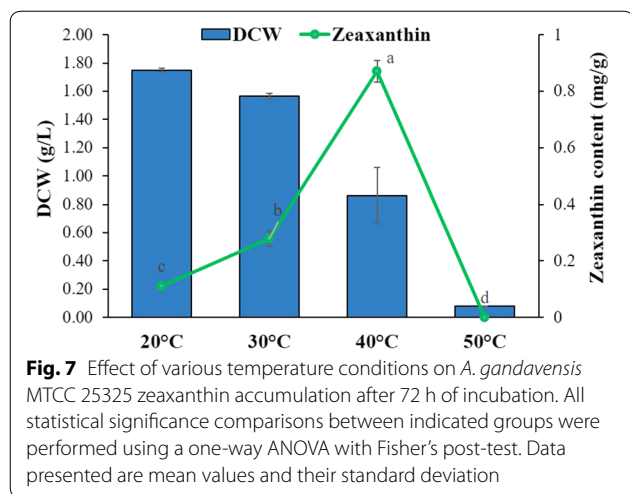 DCW Zeaxanthin
2.00 1
1.80
1.60 0.8
1.40
1.20 0.6
1.00
0.80 0.4
0.60
0.40 0.2
0.20
0.00 0
DCW (g/L)
Zeaxanthin content (mg/g)
c b a d
20°C 30°C 40°C 50°C
Fig. 7 Effect of various temperature conditions on A. gandavensis
MTCC 25325 zeaxanthin accumulation after 72 h of incubation. All
statistical significance comparisons between indicated groups were
performed using a one-way ANOVA with Fisher's post-test. Data
presented are mean values and their standard deviation